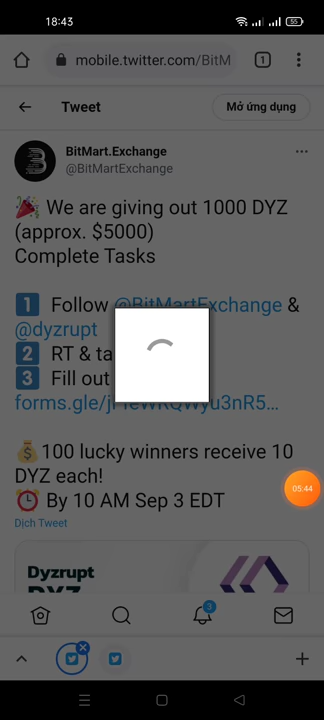 18:43
55
mobile.twitter.com/BitM
1
Tweet
Mở ứng dụng
BitMart.Exchange
@BitMartExchange
🎉 We are giving out 1000 DYZ
(approx. $5000)
Complete Tasks
1 Follow @BitMartExchange &
@dyzrupt
2 RT & ta
3 Fill out
forms.gle/
💰100 lucky winners receive 10
DYZ each!
⏰ By 10 AM Sep 3 EDT
05:44
Dịch Tweet
Dyzrupt
3